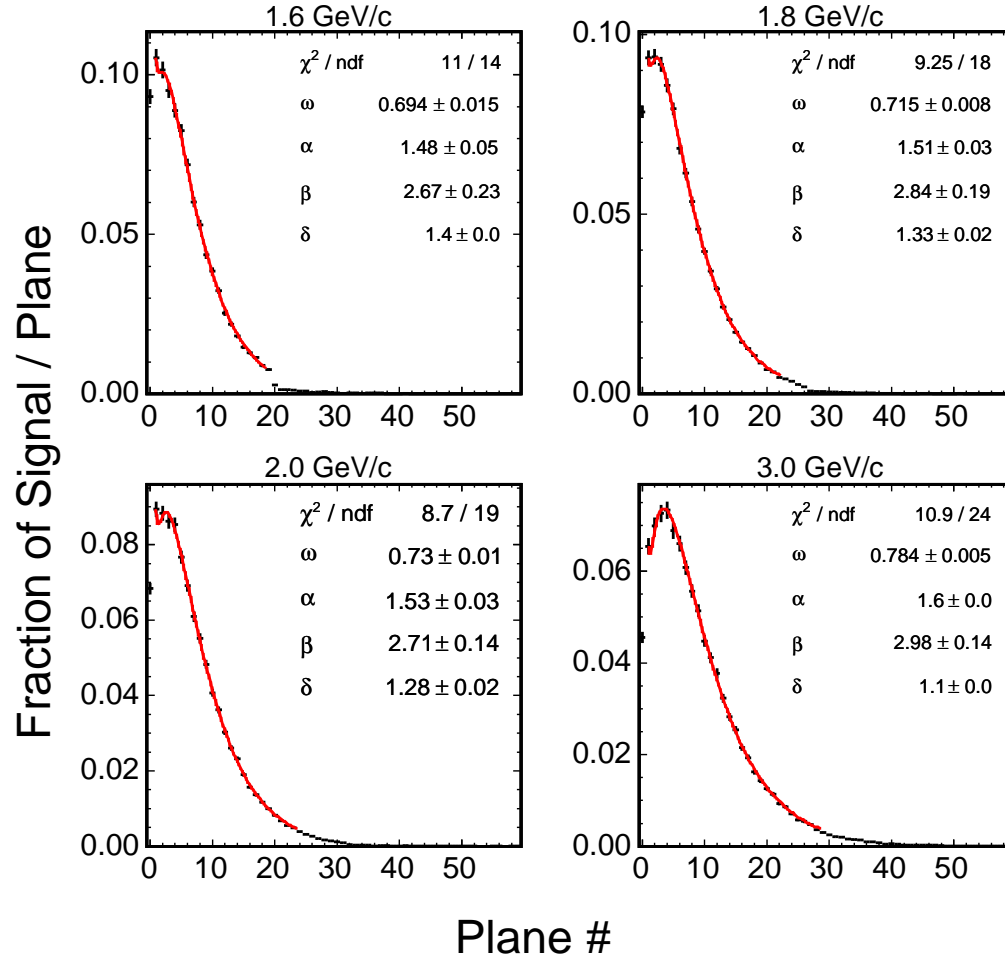 1.6 GeV/c
χ² / ndf 11 / 14
ω 0.694 ± 0.015
α 1.48 ± 0.05
β 2.67 ± 0.23
δ 1.4 ± 0.0
0.10
0.05
0.00
0 10 20 30 40 50
1.8 GeV/c
χ² / ndf 9.25 / 18
ω 0.715 ± 0.008
α 1.51 ± 0.03
β 2.84 ± 0.19
δ 1.33 ± 0.02
0.10
0.05
0.00
0 10 20 30 40 50
2.0 GeV/c
χ² / ndf 8.7 / 19
ω 0.73 ± 0.01
α 1.53 ± 0.03
β 2.71 ± 0.14
δ 1.28 ± 0.02
0.08
0.06
0.04
0.02
0.00
0 10 20 30 40 50
3.0 GeV/c
χ² / ndf 10.9 / 24
ω 0.784 ± 0.005
α 1.6 ± 0.0
β 2.98 ± 0.14
δ 1.1 ± 0.0
0.06
0.04
0.02
0.00
0 10 20 30 40 50
Fraction of Signal / Plane
Plane #